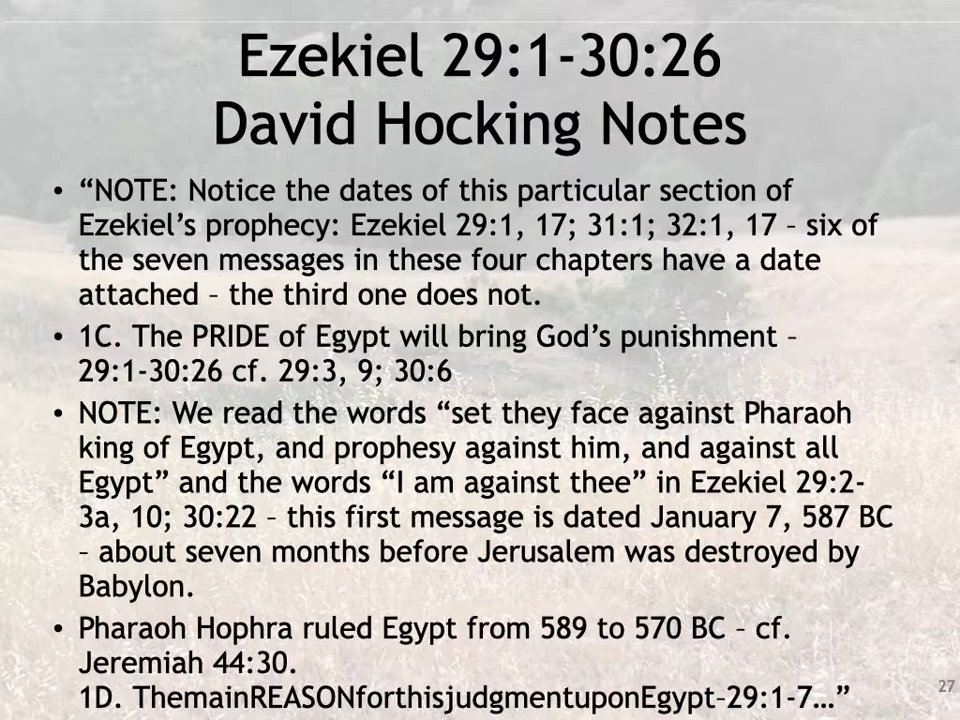 Ezekiel 29:1-30:26
David Hocking Notes
• “NOTE: Notice the dates of this particular section of
Ezekiel’s prophecy: Ezekiel 29:1, 17; 31:1; 32:1, 17 – six of
the seven messages in these four chapters have a date
attached – the third one does not.
• 1C. The PRIDE of Egypt will bring God’s punishment –
29:1-30:26 cf. 29:3, 9; 30:6
• NOTE: We read the words “set they face against Pharaoh
king of Egypt, and prophesy against him, and against all
Egypt” and the words “I am against thee” in Ezekiel 29:2-
3a, 10; 30:22 – this first message is dated January 7, 587 BC
– about seven months before Jerusalem was destroyed by
Babylon.
• Pharaoh Hophra ruled Egypt from 589 to 570 BC – cf.
Jeremiah 44:30.
1D. ThemainREASONforthisjudgmentuponEgypt–29:1-7…”
27